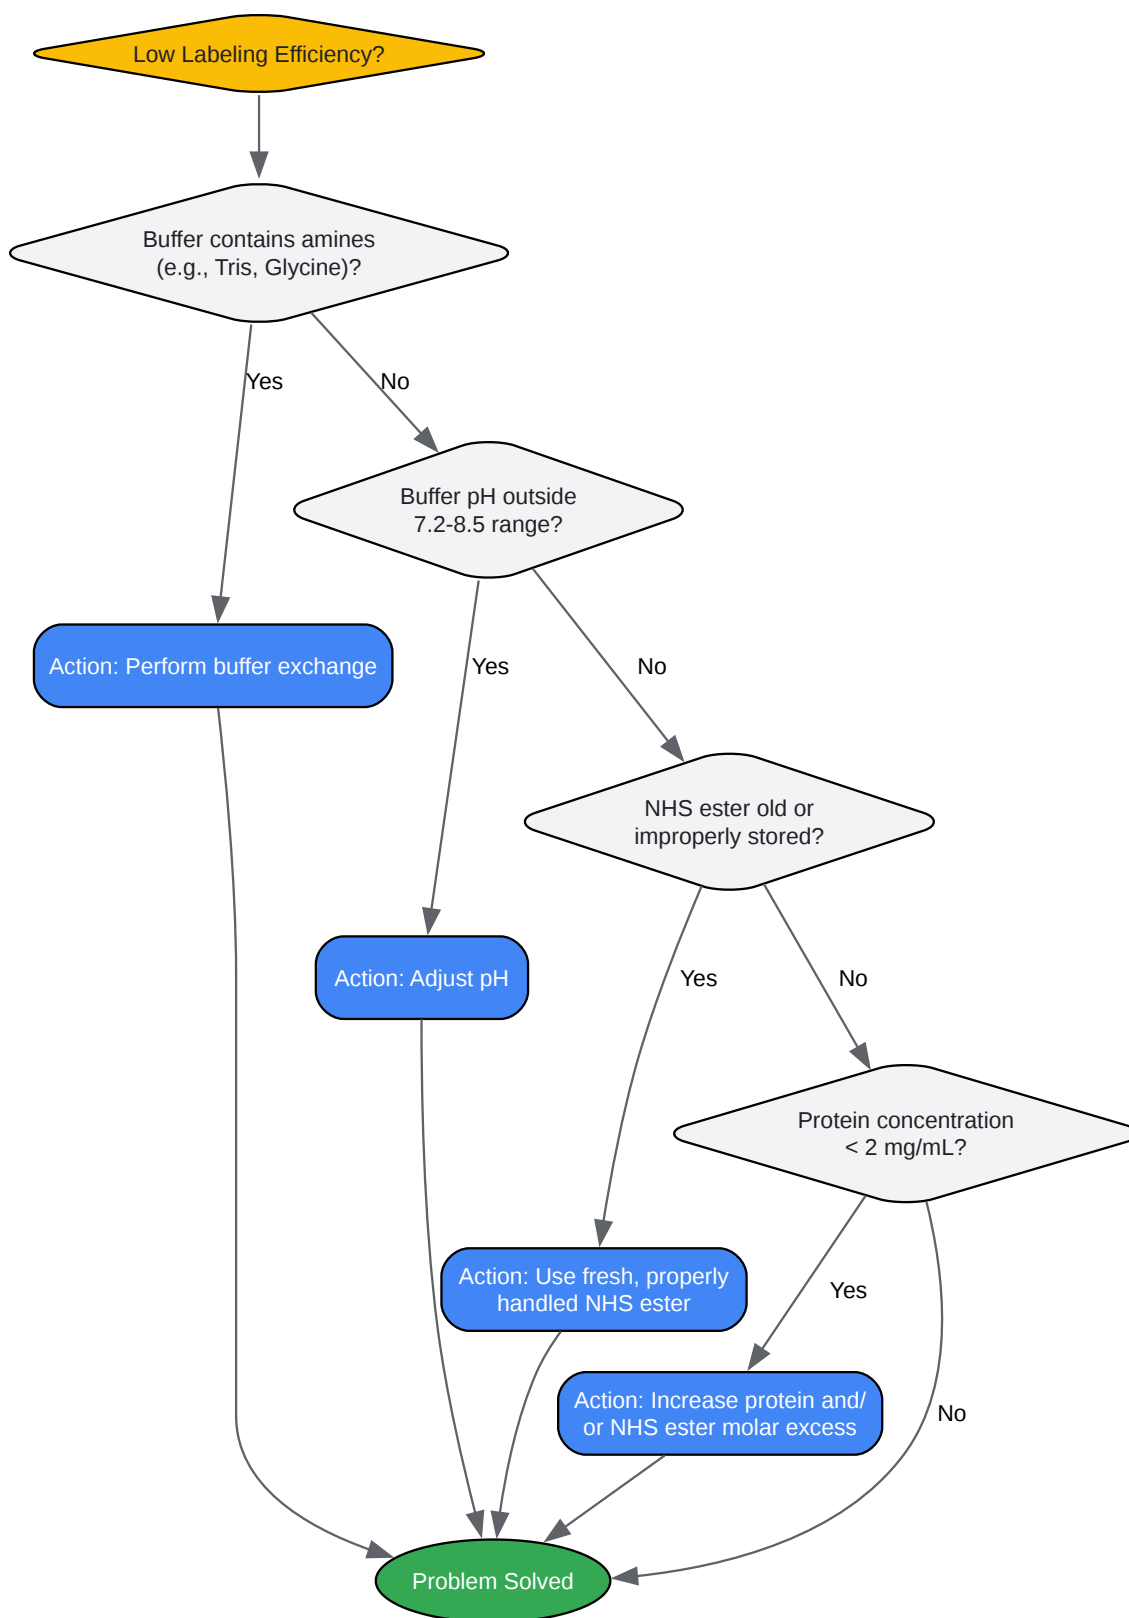 Low Labeling Efficiency?
Buffer contains amines
(e.g., Tris, Glycine)?
Yes
No
Buffer pH outside
7.2-8.5 range?
Action: Perform buffer exchange
Yes
No
NHS ester old or
improperly stored?
Action: Adjust pH
Yes
No
Protein concentration
< 2 mg/mL?
Action: Use fresh, properly
handled NHS ester
Yes
Action: Increase protein and/
or NHS ester molar excess
No
Problem Solved